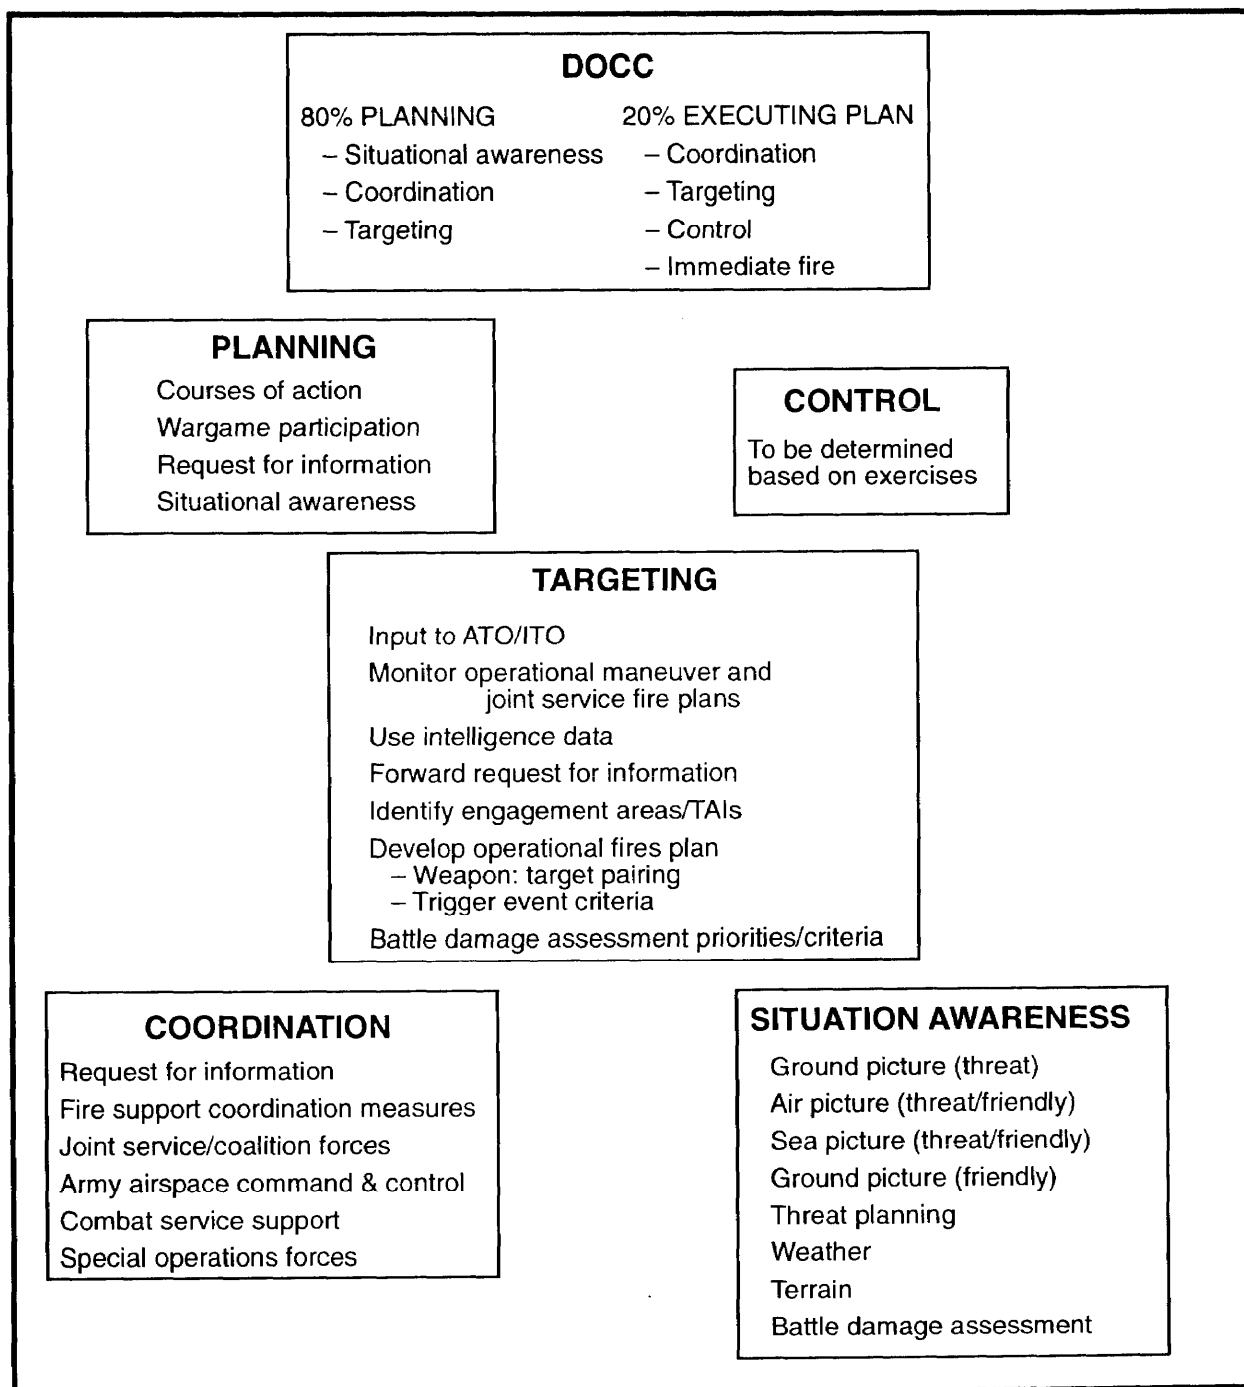 DOCC
80% PLANNING
– Situational awareness
– Coordination
– Targeting
20% EXECUTING PLAN
– Coordination
– Targeting
– Control
– Immediate fire
PLANNING
Courses of action
Wargame participation
Request for information
Situational awareness
CONTROL
To be determined
based on exercises
TARGETING
Input to ATO/ITO
Monitor operational maneuver and
joint service fire plans
Use intelligence data
Forward request for information
Identify engagement areas/TAIs
Develop operational fires plan
– Weapon: target pairing
– Trigger event criteria
Battle damage assessment priorities/criteria
COORDINATION
Request for information
Fire support coordination measures
Joint service/coalition forces
Army airspace command & control
Combat service support
Special operations forces
SITUATION AWARENESS
Ground picture (threat)
Air picture (threat/friendly)
Sea picture (threat/friendly)
Ground picture (friendly)
Threat planning
Weather
Terrain
Battle damage assessment